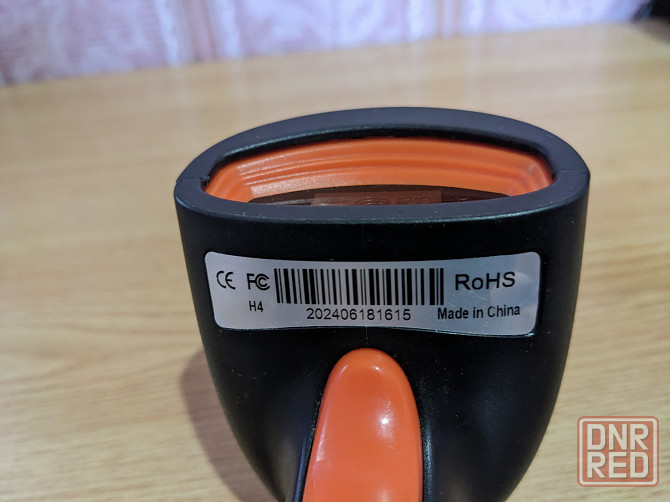 CE FC RoHS
H4 202406181615 Made in China
DNR
RED